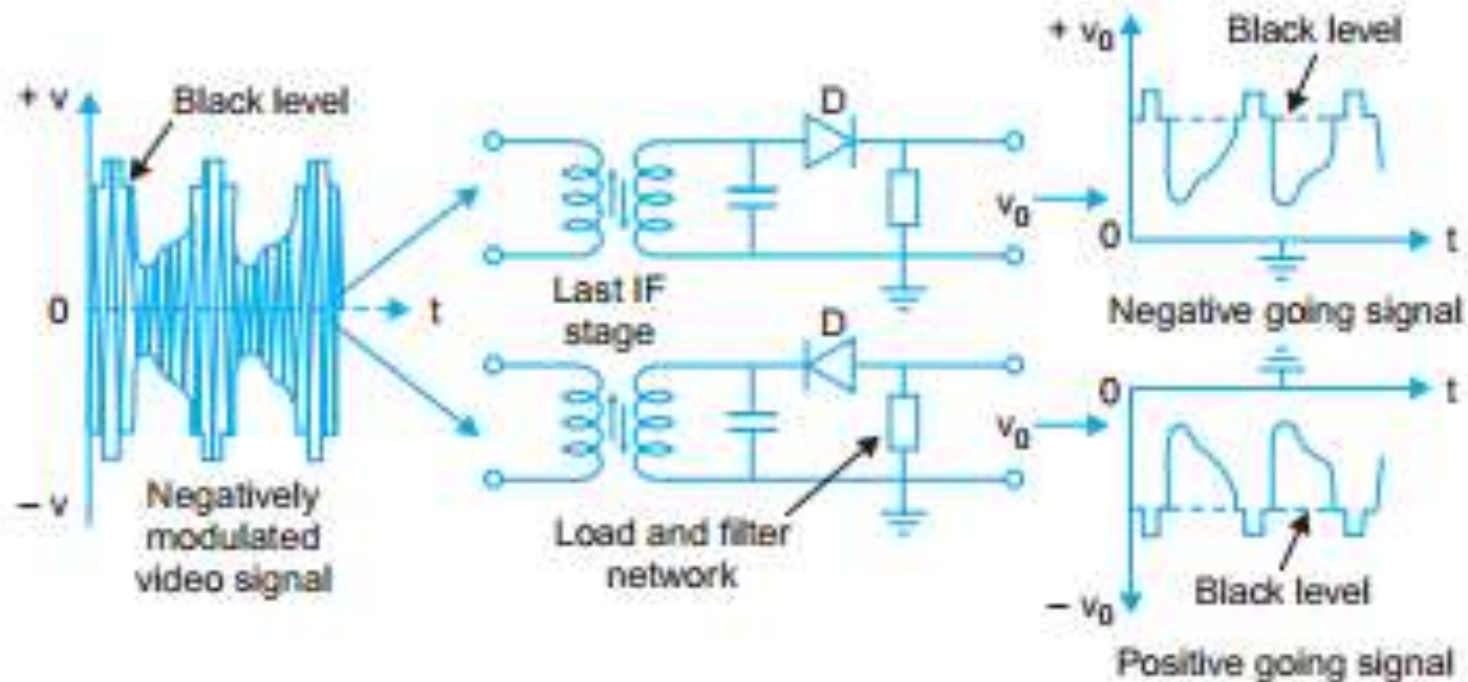 + v
Black level
0
t
– v
Negatively
modulated
video signal
D
Last IF
stage
D
Load and filter
network
v0
v0
+ v0
Black level
0
t
Negative going signal
0
t
Black level
– v0
Positive going signal